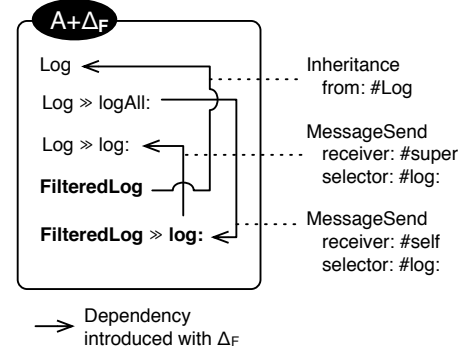 A+ΔF
Log
Log ≫ logAll:
Log ≫ log:
FilteredLog
FilteredLog ≫ log:
Inheritance
from: #Log
MessageSend
receiver: #super
selector: #log:
MessageSend
receiver: #self
selector: #log:
Dependency
introduced with ΔF